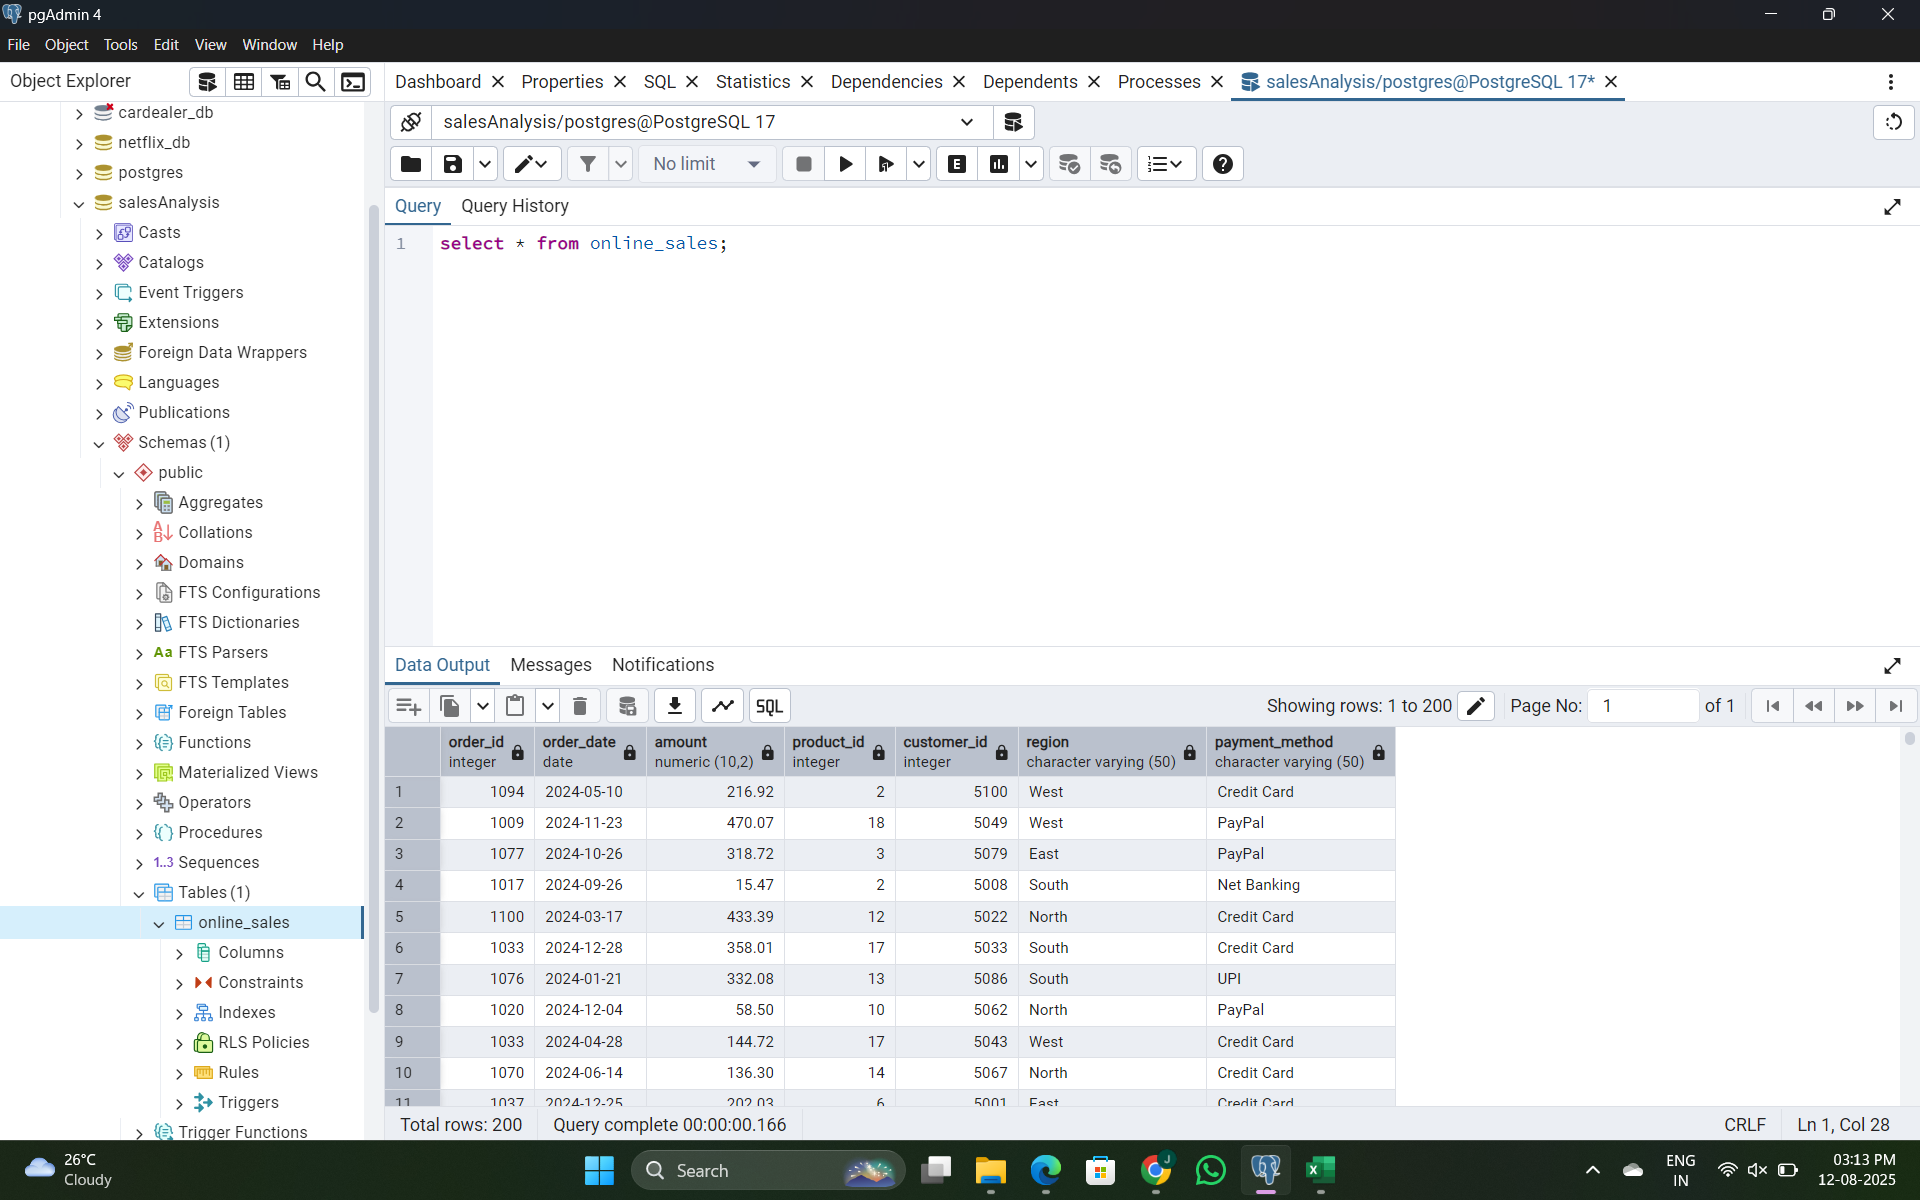 pgAdmin 4
File Object Tools Edit View Window Help
Object Explorer
Dashboard Properties SQL Statistics Dependencies Dependents Processes salesAnalysis/postgres@PostgreSQL 17*
cardealer_db
netflix_db
postgres
salesAnalysis
Casts
Catalogs
Event Triggers
Extensions
Foreign Data Wrappers
Languages
Publications
Schemas (1)
public
Aggregates
Collations
Domains
FTS Configurations
FTS Dictionaries
Aa FTS Parsers
FTS Templates
Foreign Tables
Functions
Materialized Views
Operators
Procedures
1..3 Sequences
Tables (1)
online_sales
Columns
Constraints
Indexes
RLS Policies
Rules
Triggers
Trigger Functions
salesAnalysis/postgres@PostgreSQL 17
No limit
E
Query Query History
1 select * from online_sales;
Data Output Messages Notifications
SQL Showing rows: 1 to 200 Page No: 1 of 1
order_id order_date amount product_id customer_id region payment_method
integer date numeric (10,2) integer integer character varying (50) character varying (50)
1 1094 2024-05-10 216.92 2 5100 West Credit Card
2 1009 2024-11-23 470.07 18 5049 West PayPal
3 1077 2024-10-26 318.72 3 5079 East PayPal
4 1017 2024-09-26 15.47 2 5008 South Net Banking
5 1100 2024-03-17 433.39 12 5022 North Credit Card
6 1033 2024-12-28 358.01 17 5033 South Credit Card
7 1076 2024-01-21 332.08 13 5086 South UPI
8 1020 2024-12-04 58.50 10 5062 North PayPal
9 1033 2024-04-28 144.72 17 5043 West Credit Card
10 1070 2024-06-14 136.30 14 5067 North Credit Card
11 1037 2024-12-25 202.03 6 5001 East Credit Card
Total rows: 200 Query complete 00:00:00.166 CRLF Ln 1, Col 28
26°C
Cloudy
Search
J
ENG
IN
03:13 PM
12-08-2025